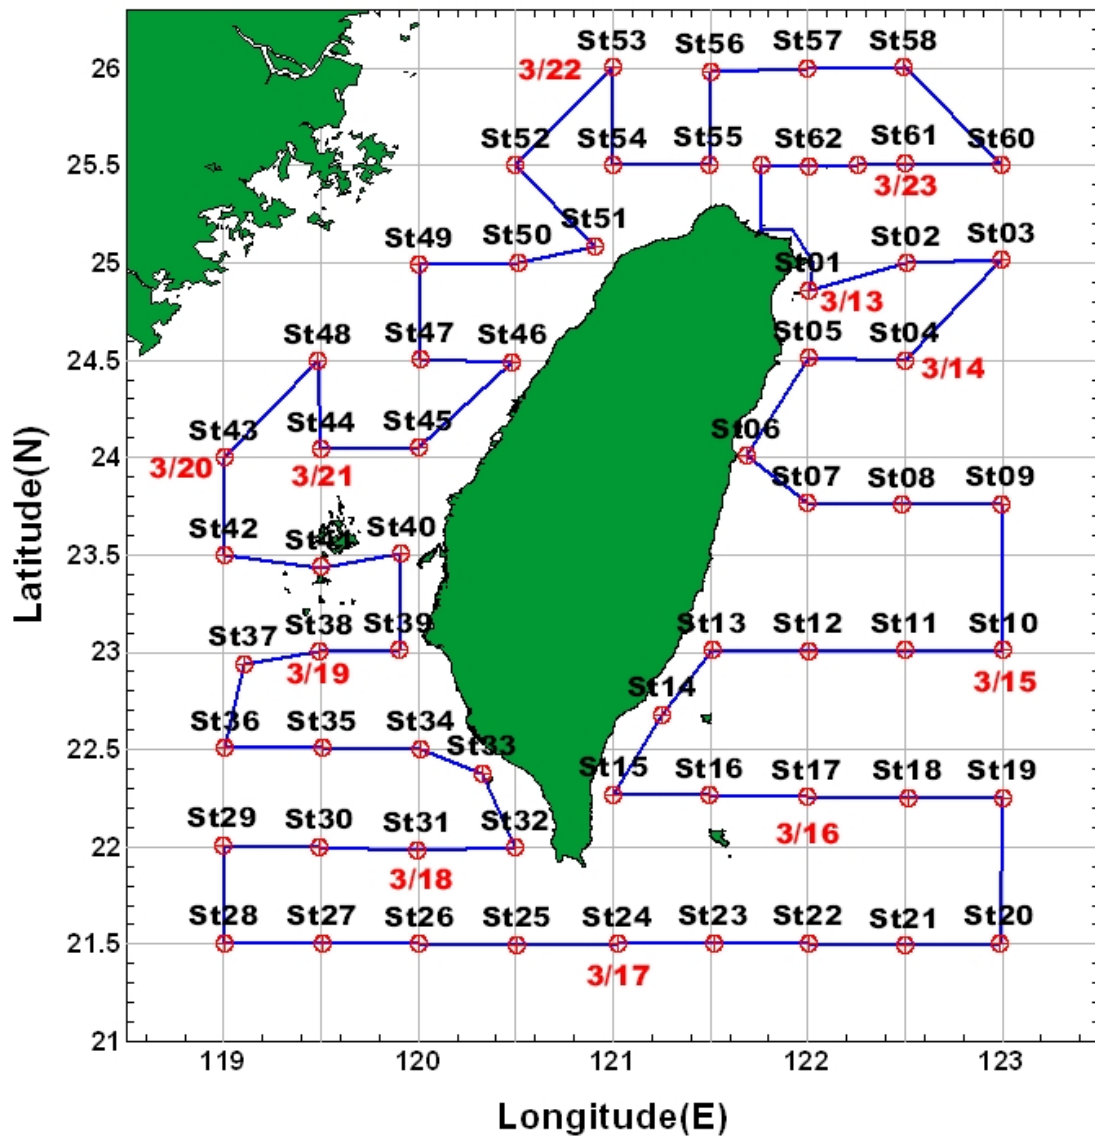 St53 St56 St57 St58
26
3/22
St52 St54 St55 St62 St61 St60
25.5
3/23
St49 St50 St51 St01 St02 St03
25
3/13
St48 St47 St46 St05 St04
24.5
3/14
St43 St44 St45 St06
24
3/20 3/21
St07 St08 St09
St42 St41 St40
23.5
St37 St38 St39 St13 St12 St11 St10
23
3/19 3/15
St14
St36 St35 St34 St33
22.5
St15 St16 St17 St18 St19
3/16
St29 St30 St31 St32
22
3/18
St28 St27 St26 St25 St24 St23 St22 St21 St20
21.5
3/17
21
119 120 121 122 123
Longitude(E)
Latitude(N)